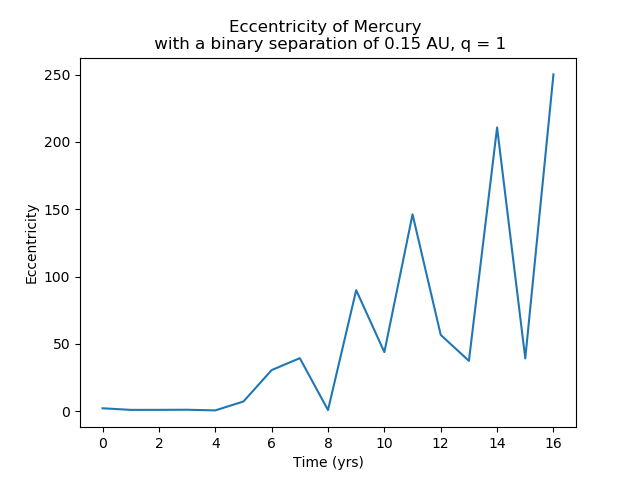 Eccentricity of Mercury
with a binary separation of 0.15 AU, q = 1
250
200
150
100
50
0
Eccentricity
0 2 4 6 8 10 12 14 16
Time (yrs)